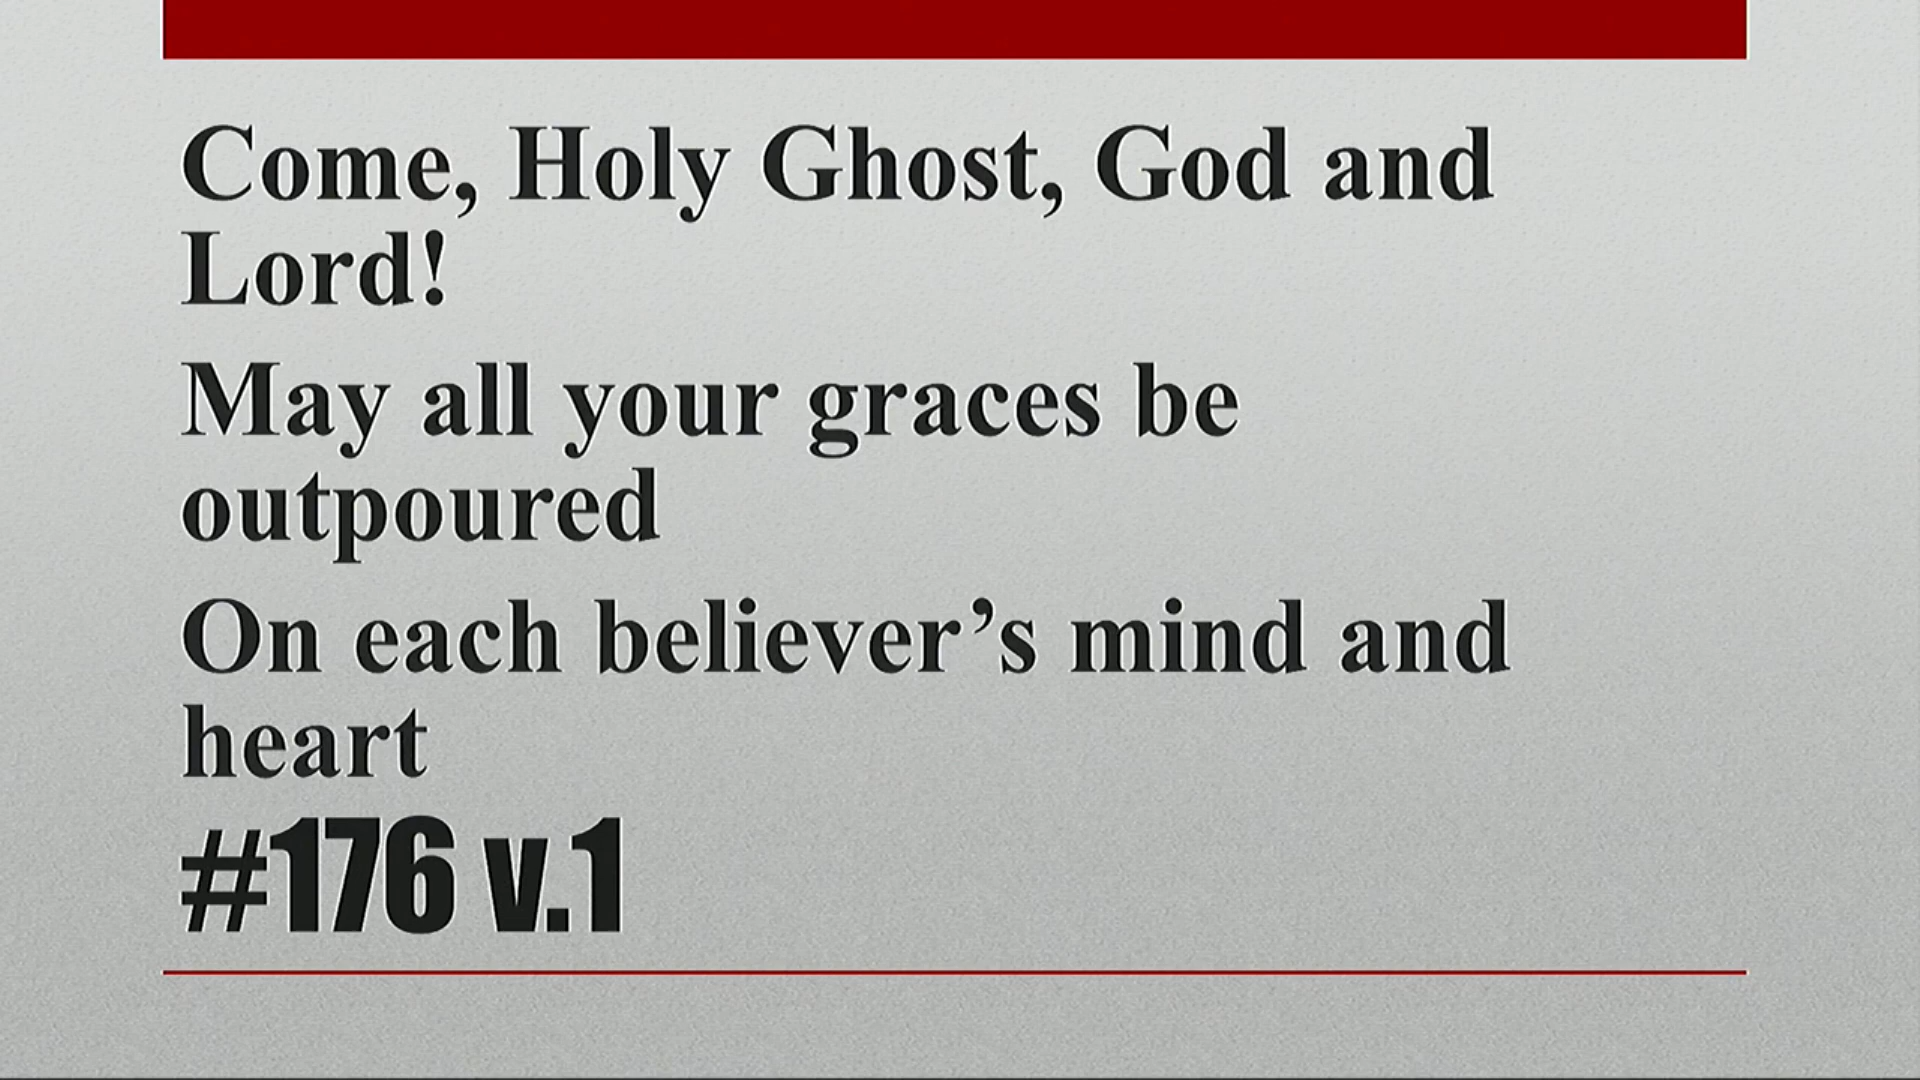 Come, Holy Ghost, God and
Lord!
May all your graces be
outpoured
On each believer’s mind and
heart
#176 v.1